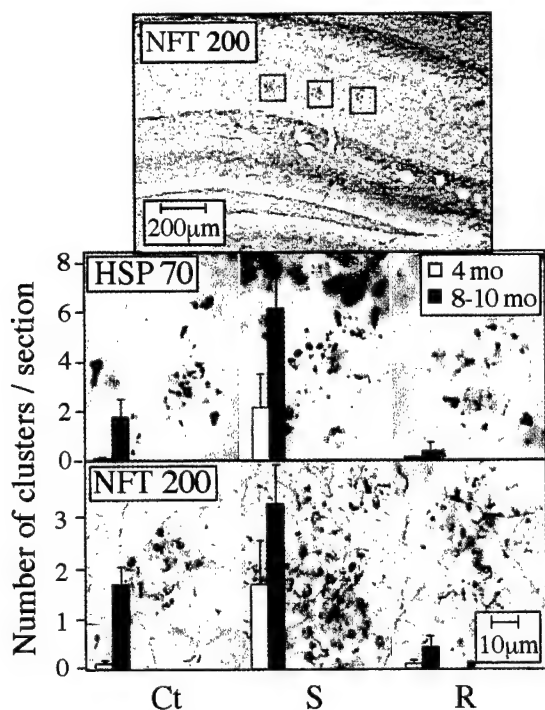 NFT 200
200μm
HSP 70
4 mo
8-10 mo
8
6
4
2
0
NFT 200
3
2
1
0
10μm
Number of clusters / section
Ct S R